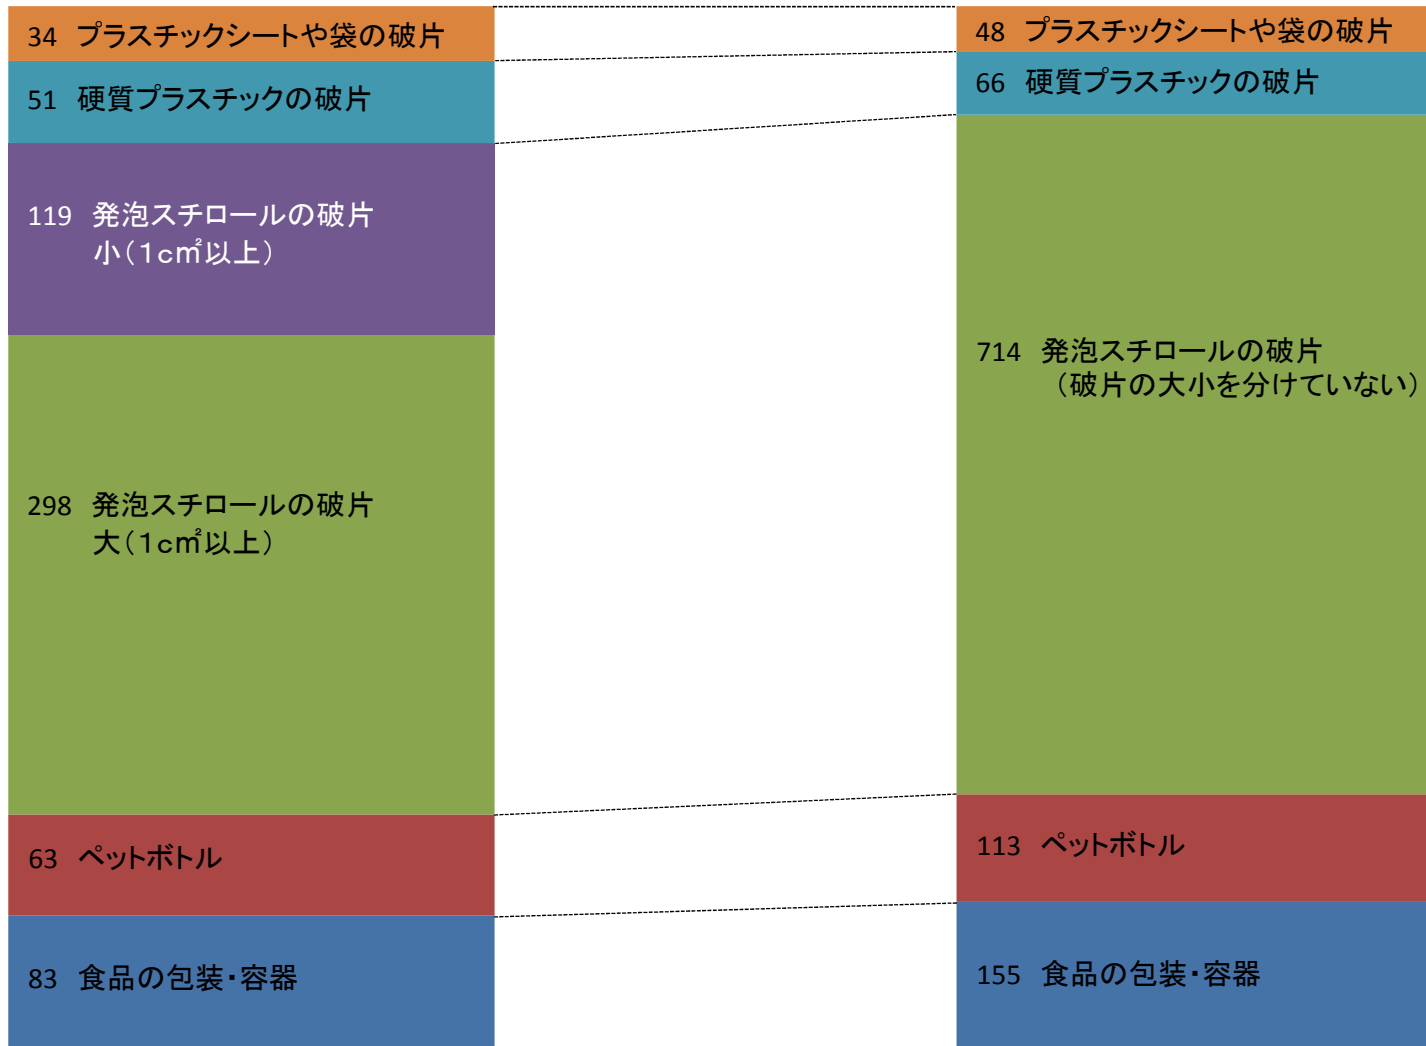 34 プラスチックシートや袋の破片
51 硬質プラスチックの破片
119 発泡スチロールの破片
小(1c㎡以上)
298 発泡スチロールの破片
大(1c㎡以上)
63 ペットボトル
83 食品の包装・容器
48 プラスチックシートや袋の破片
66 硬質プラスチックの破片
714 発泡スチロールの破片
(破片の大小を分けていない)
113 ペットボトル
155 食品の包装・容器